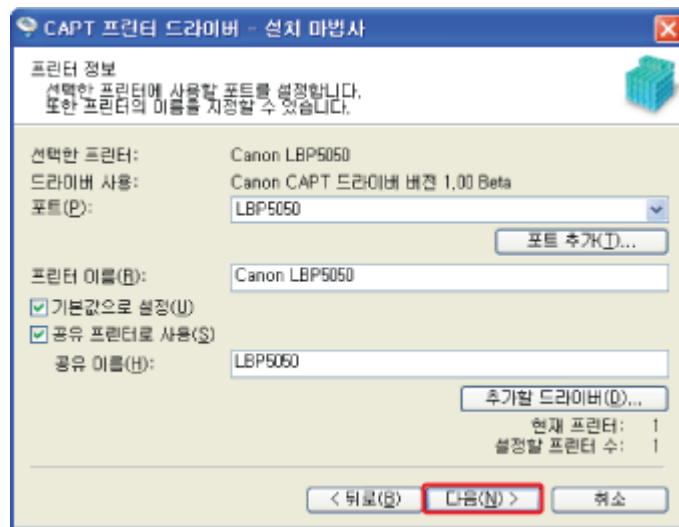 CAPT 프린터 드라이버 - 설치 마법사
프린터 정보
선택한 프린터에 사용할 포트를 설정합니다.
또한 프린터의 이름을 지정할 수 있습니다.
선택한 프린터: Canon LBP5050
드라이버 사용: Canon CAPT 드라이버 버젼 1.00 Beta
포트(P): LBP5050
포트 추가(T)...
프린터 이름(R): Canon LBP5050
기본값으로 설정(U)
공유 프린터로 사용(S)
공유 이름(H): LBP5050
추가할 드라이버(D)...
현재 프린터: 1
설정할 프린터 수: 1
< 뒤로(B) 다음(N) > 취소